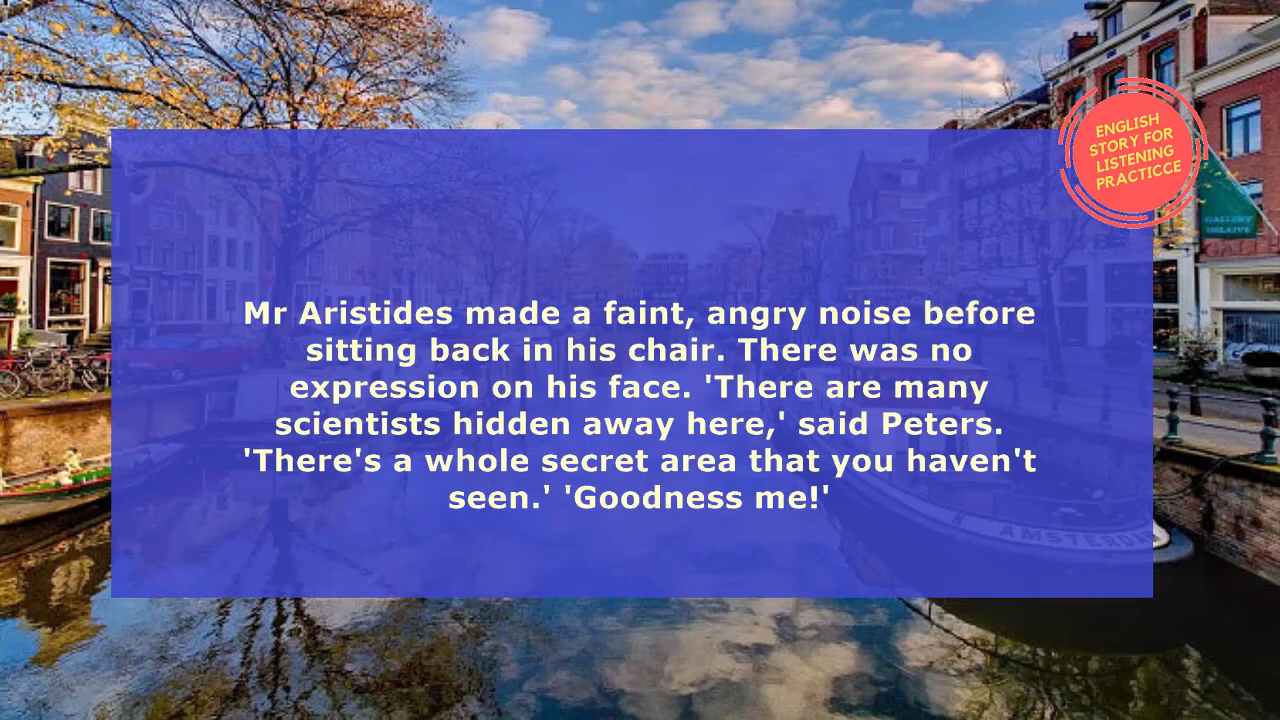 ENGLISH
STORY FOR
LISTENING
PRACTICCE
GALLERY
Mr Aristides made a faint, angry noise before
sitting back in his chair. There was no
expression on his face. 'There are many
scientists hidden away here,' said Peters.
'There's a whole secret area that you haven't
seen.' 'Goodness me!'
AMSTERDAM